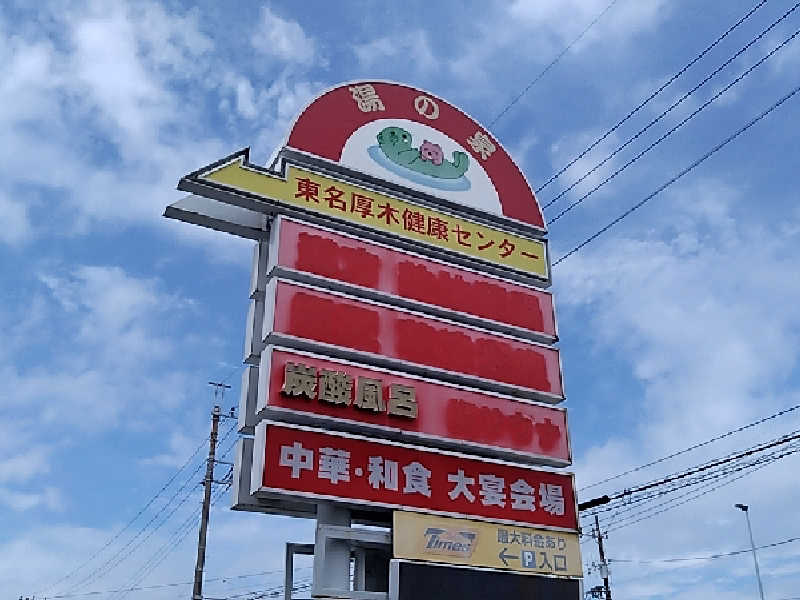 湯の泉
東名厚木健康センター
炭酸風呂
中華・和食 大宴会場
Times
最大料金あり
←P入口